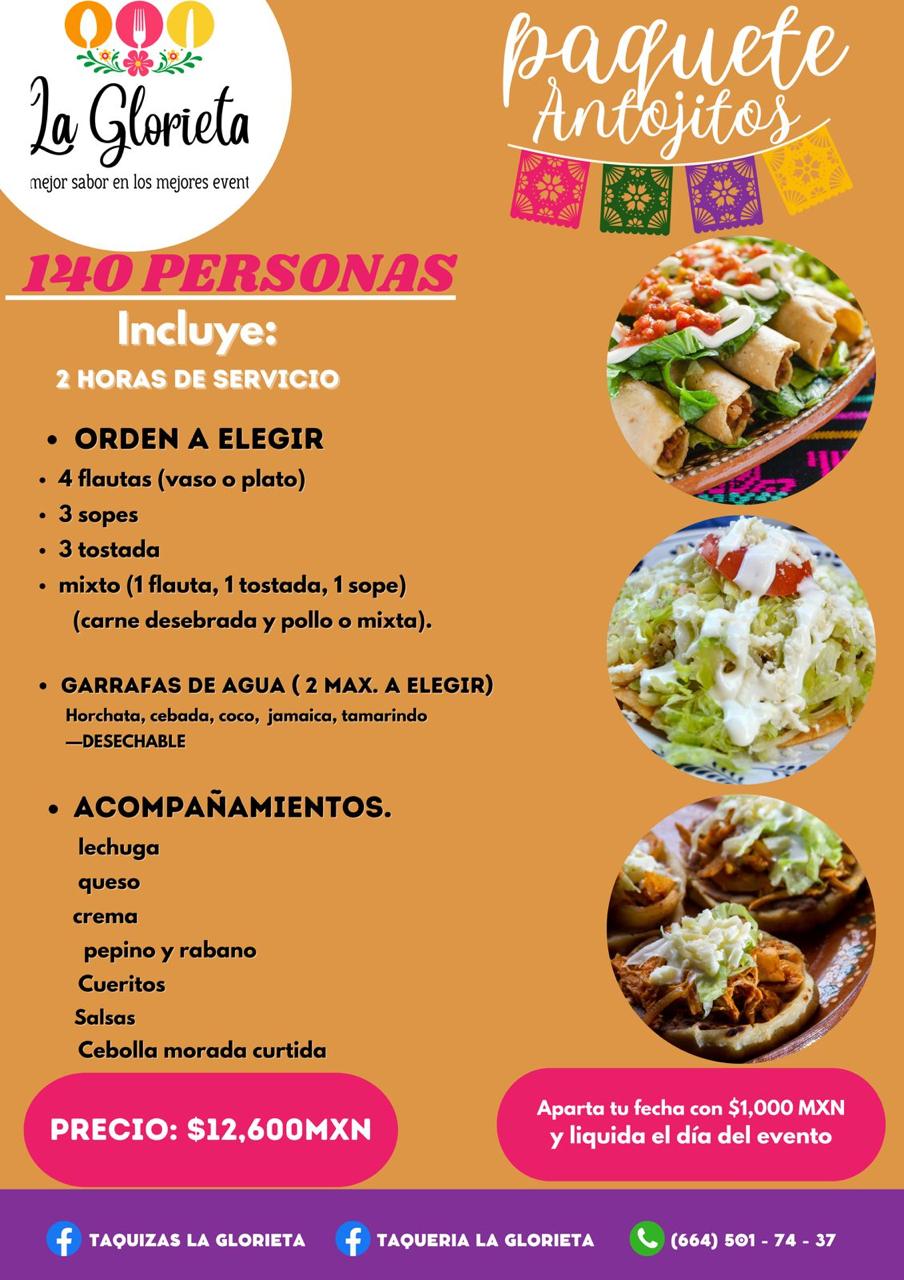 La Glorieta
mejor sabor en los mejores event
paquete
Antojitos
140 PERSONAS
Incluye:
2 HORAS DE SERVICIO
• ORDEN A ELEGIR
• 4 flautas (vaso o plato)
• 3 sopes
• 3 tostada
• mixto (1 flauta, 1 tostada, 1 sope)
(carne desebrada y pollo o mixta).
• GARRAFAS DE AGUA ( 2 MAX. A ELEGIR)
Horchata, cebada, coco, jamaica, tamarindo
—DESECHABLE
• ACOMPAÑAMIENTOS.
lechuga
queso
crema
pepino y rabano
Cueritos
Salsas
Cebolla morada curtida
PRECIO: $12,600MXN
Aparta tu fecha con $1,000 MXN
y liquida el día del evento
TAQUIZAS LA GLORIETA
TAQUERIA LA GLORIETA
(664) 501 - 74 - 37